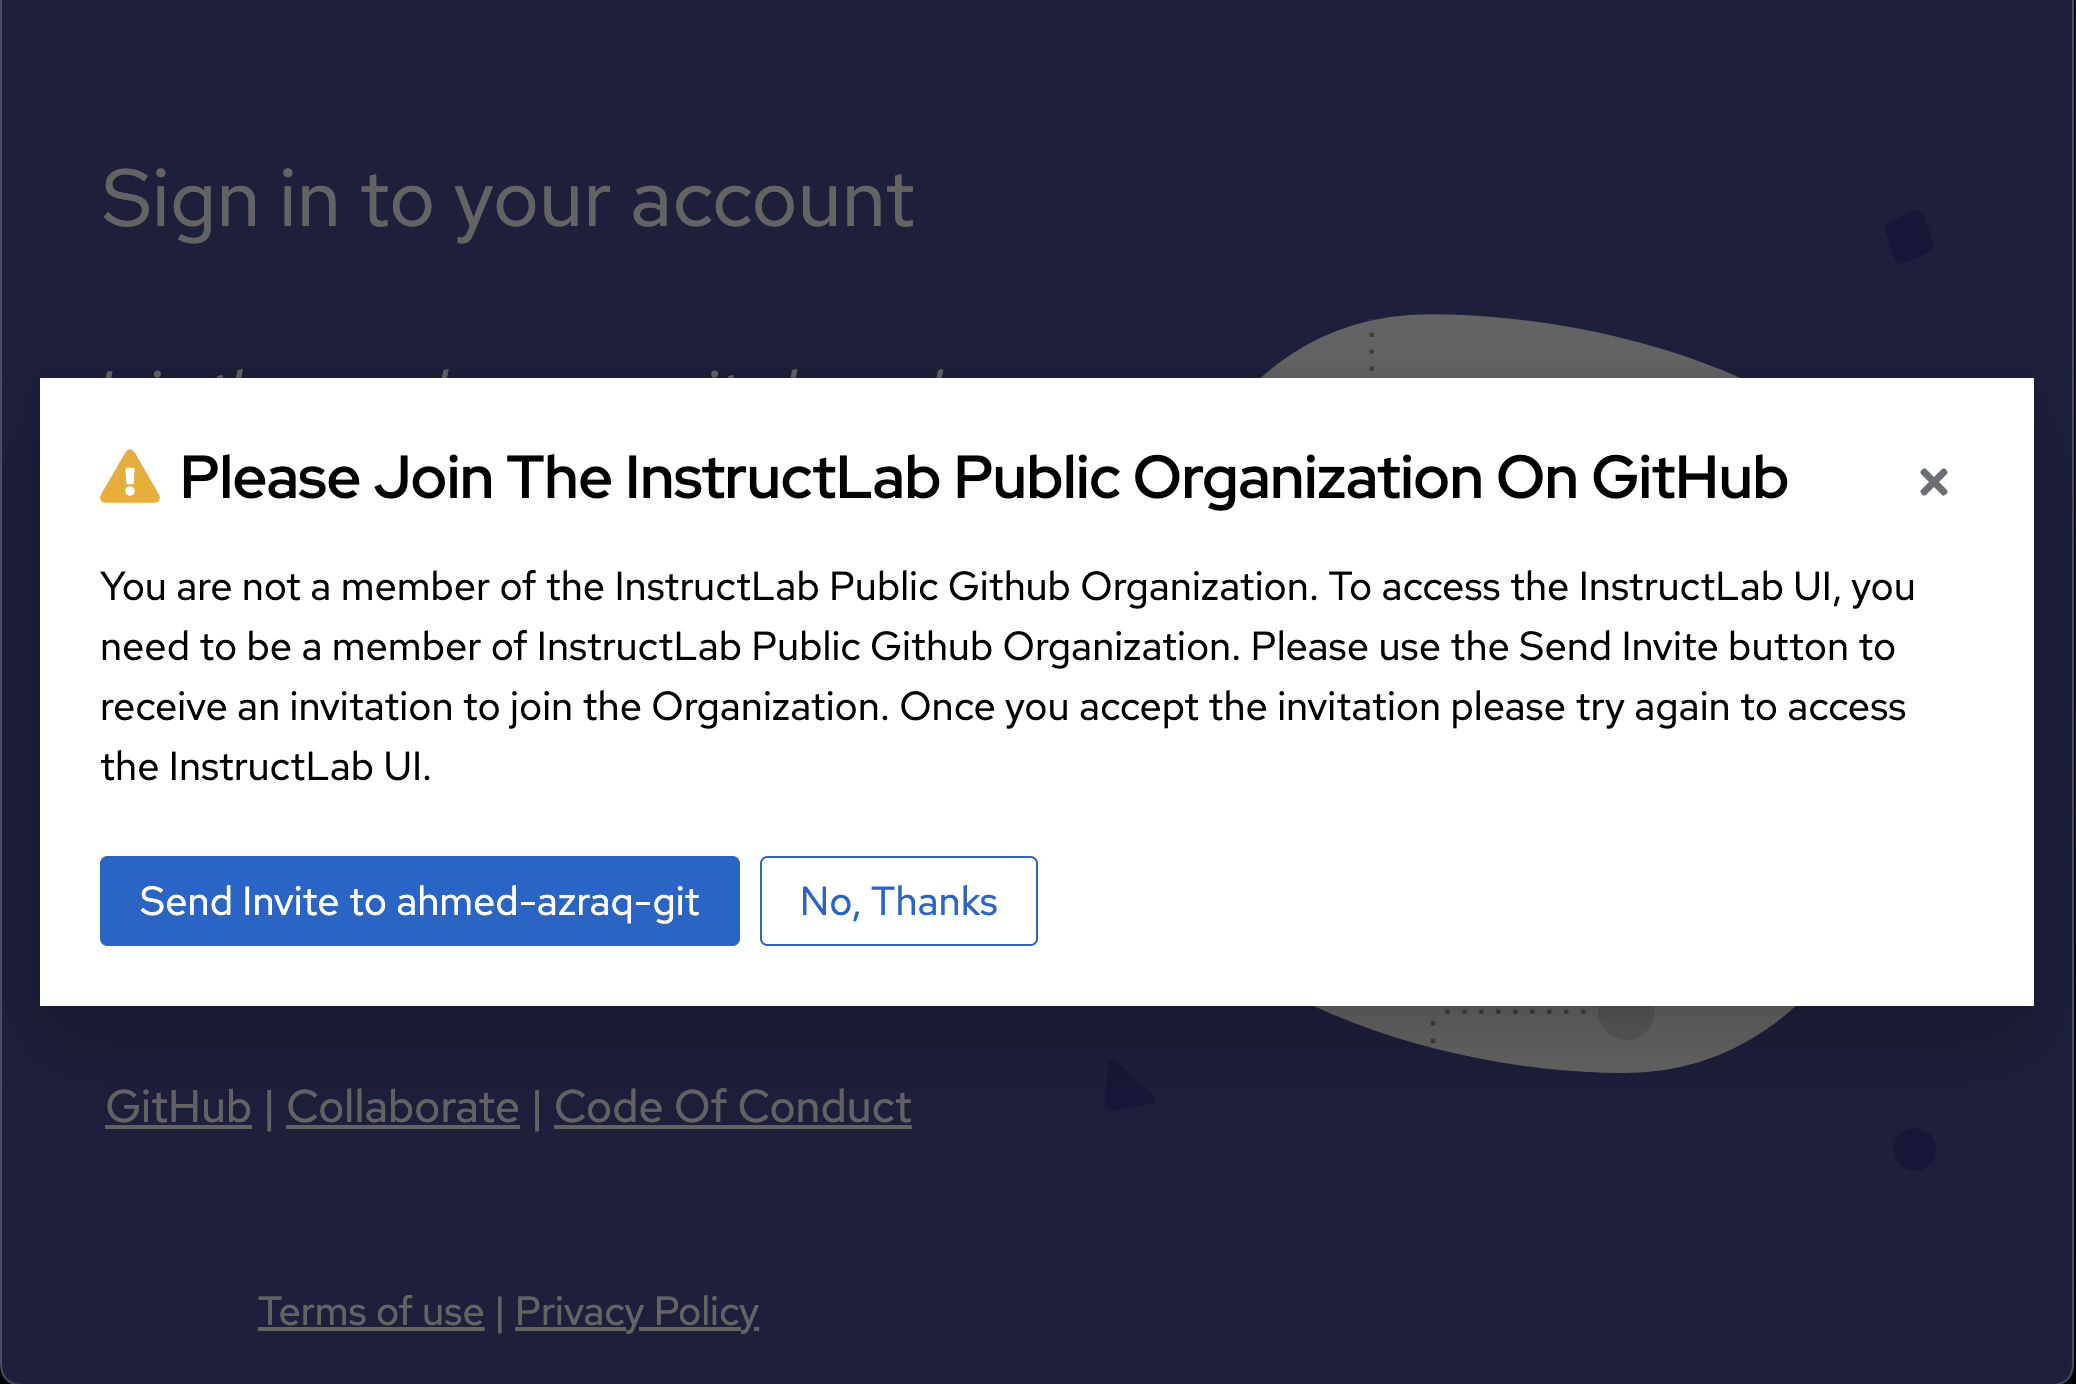 Sign in to your account
Please Join The InstructLab Public Organization On GitHub
You are not a member of the InstructLab Public Github Organization. To access the InstructLab UI, you
need to be a member of InstructLab Public Github Organization. Please use the Send Invite button to
receive an invitation to join the Organization. Once you accept the invitation please try again to access
the InstructLab UI.
Send Invite to ahmed-azraq-git
No, Thanks
GitHub | Collaborate | Code Of Conduct
Terms of use | Privacy Policy